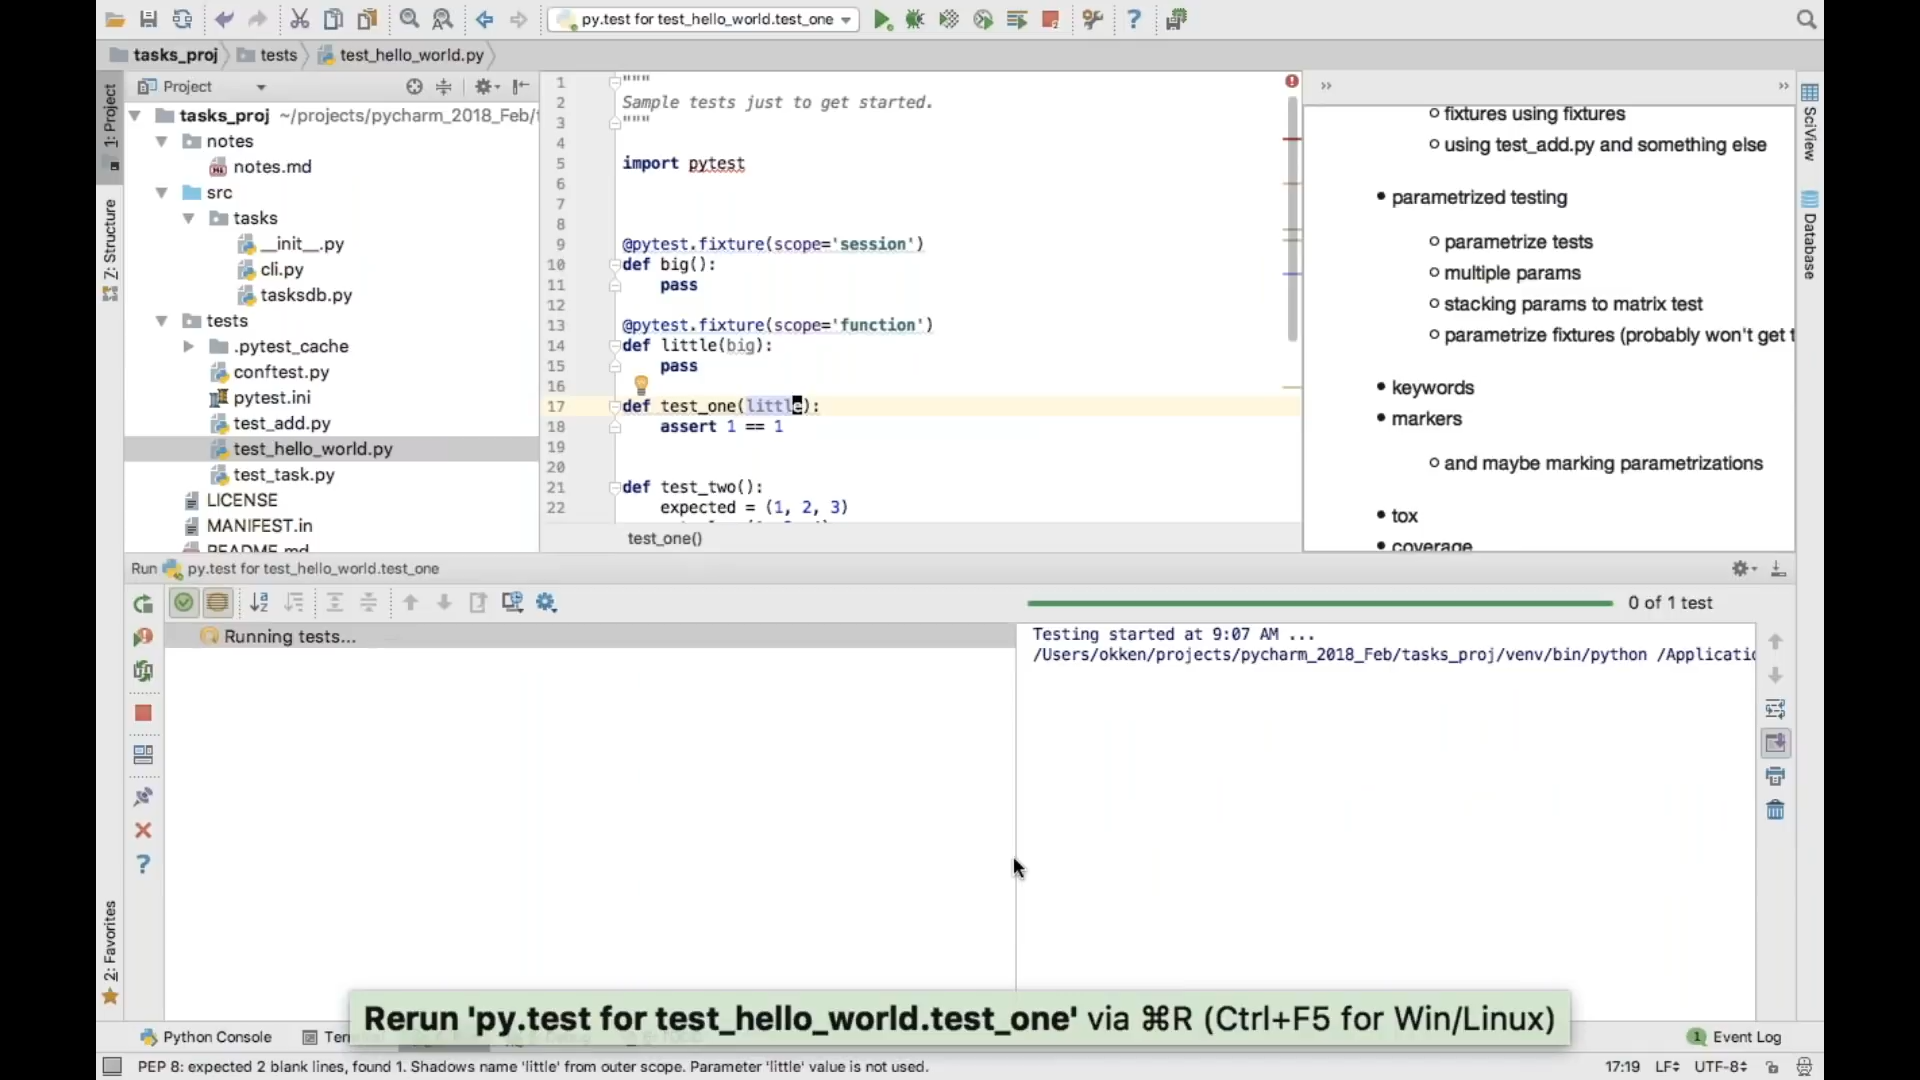 py.test for test_hello_world.test_one
tasks_proj tests test_hello_world.py
1: Project
Z: Structure
2: Favorites
Project
tasks_proj ~/projects/pycharm_2018_Feb/t
notes
notes.md
src
tasks
__init__.py
cli.py
tasksdb.py
tests
.pytest_cache
conftest.py
pytest.ini
test_add.py
test_hello_world.py
test_task.py
LICENSE
MANIFEST.in
README.md
1 """
2 Sample tests just to get started.
3 """
4
5 import pytest
6
7
8
9 @pytest.fixture(scope='session')
10 def big():
11 pass
12
13 @pytest.fixture(scope='function')
14 def little(big):
15 pass
16
17 def test_one(little):
18 assert 1 == 1
19
20
21 def test_two():
22 expected = (1, 2, 3)
test_one()
fixtures using fixtures
using test_add.py and something else
parametrized testing
parametrize tests
multiple params
stacking params to matrix test
parametrize fixtures (probably won't get t
keywords
markers
and maybe marking parametrizations
tox
coverage
SciView
Database
Run py.test for test_hello_world.test_one
0 of 1 test
Running tests...
Testing started at 9:07 AM ...
/Users/okken/projects/pycharm_2018_Feb/tasks_proj/venv/bin/python /Applicatio
Rerun 'py.test for test_hello_world.test_one' via ⌘R (Ctrl+F5 for Win/Linux)
Python Console
1 Event Log
PEP 8: expected 2 blank lines, found 1. Shadows name 'little' from outer scope. Parameter 'little' value is not used.
17:19 LF UTF-8